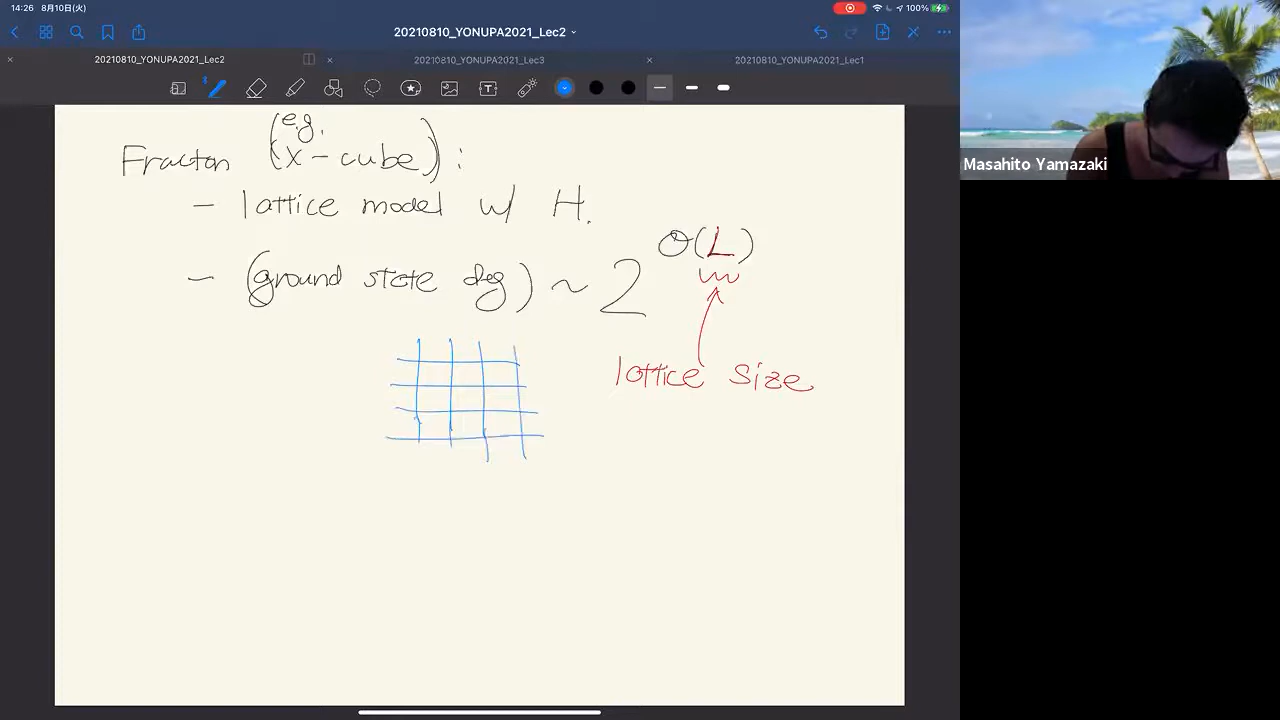 14:26 8月10日(火)
100%
20210810_YONUPA2021_Lec2
20210810_YONUPA2021_Lec2
20210810_YONUPA2021_Lec3
20210810_YONUPA2021_Lec1
Fracton (e.g. X-cube) :
- lattice model w/ H.
- (ground state deg) ~ 2^O(L)
lattice size
Masahito Yamazaki